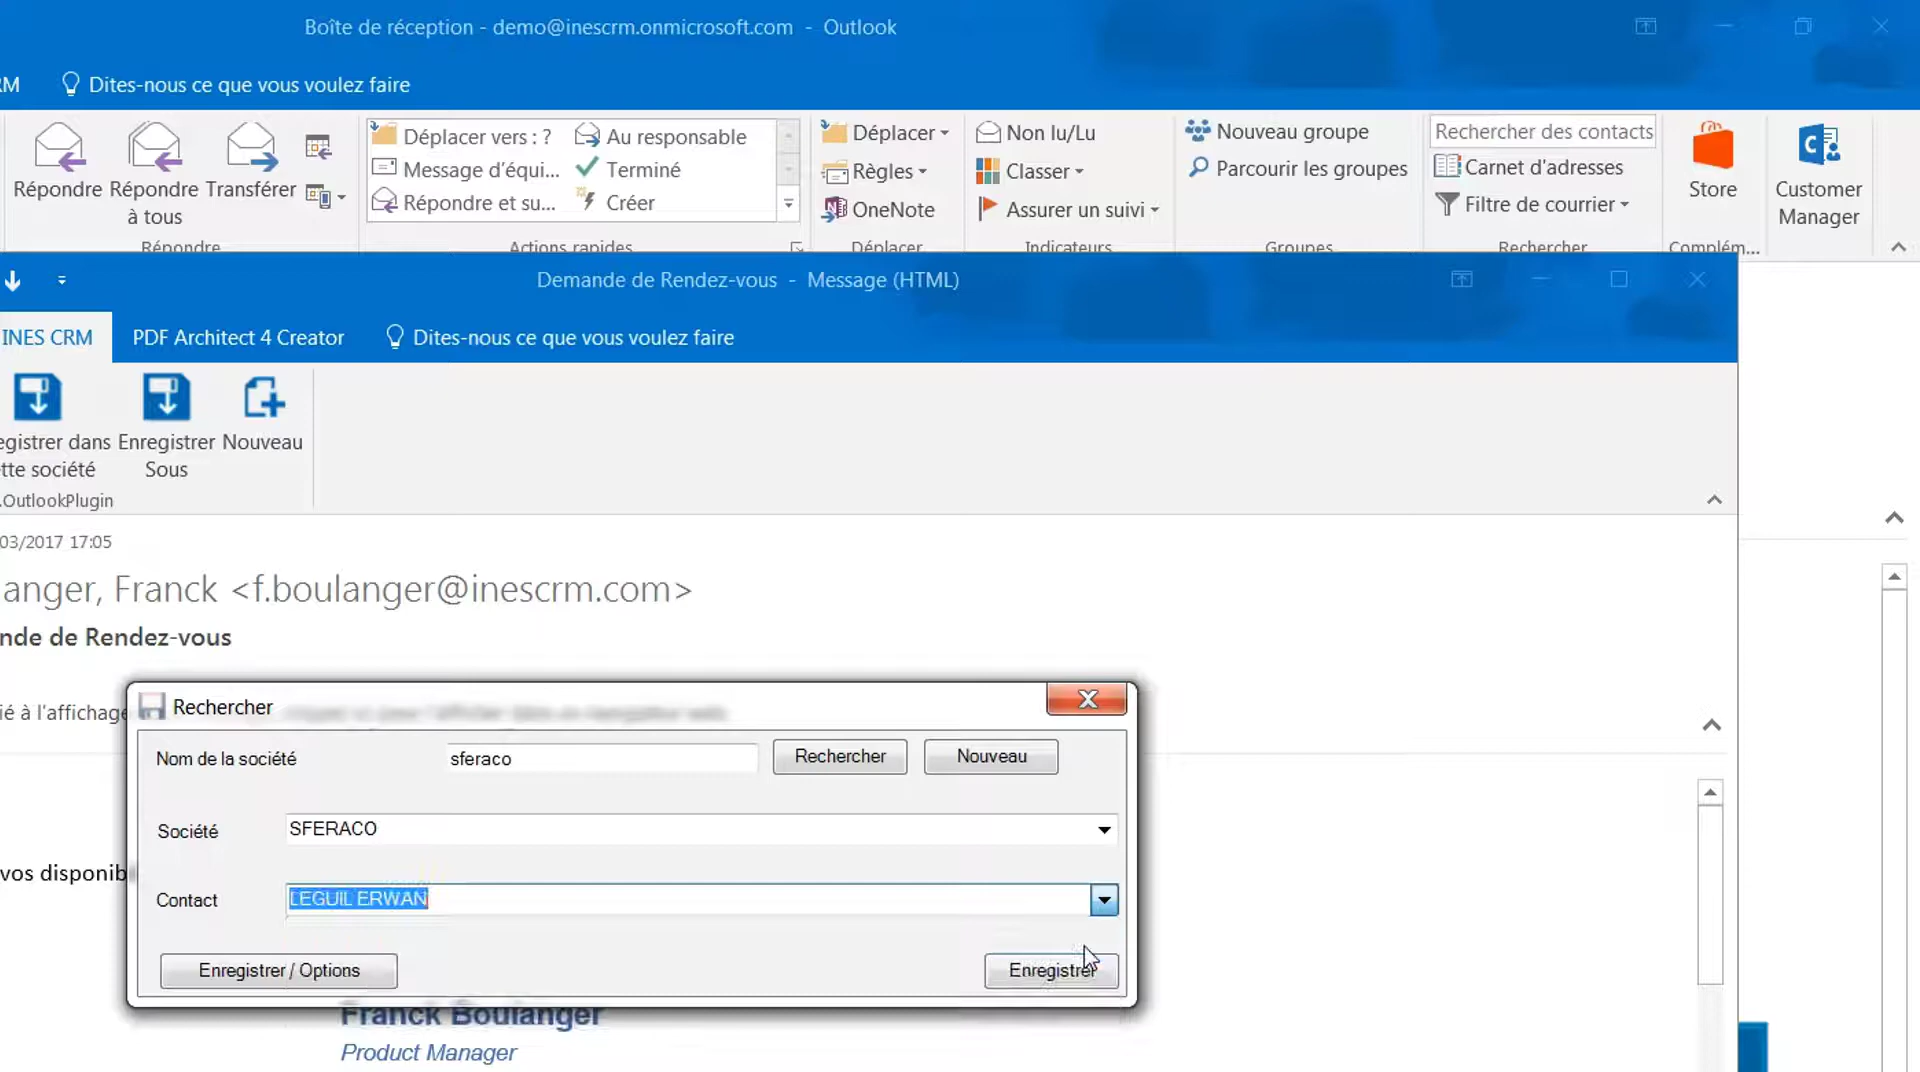 Boîte de réception - demo@inescrm.onmicrosoft.com - Outlook
RM
Dites-nous ce que vous voulez faire
Répondre
Répondre à tous
Transférer
Répondre
Déplacer vers : ?
Au responsable
Message d'équi...
Terminé
Répondre et su...
Créer
Actions rapides
Déplacer
Règles
OneNote
Déplacer
Non lu/Lu
Classer
Assurer un suivi
Indicateurs
Nouveau groupe
Parcourir les groupes
Groupes
Rechercher des contacts
Carnet d'adresses
Filtre de courrier
Rechercher
Store
Complém...
Customer
Manager
Demande de Rendez-vous - Message (HTML)
INES CRM
PDF Architect 4 Creator
Dites-nous ce que vous voulez faire
egistrer dans
tte société
Enregistrer
Sous
Nouveau
.OutlookPlugin
03/2017 17:05
anger, Franck <f.boulanger@inescrm.com>
nde de Rendez-vous
ié à l'affichage
Rechercher
Nom de la société
sferaco
Rechercher
Nouveau
Société
SFERACO
vos disponib
Contact
LEGUIL ERWAN
Enregistrer / Options
Enregistrer
Franck Boulanger
Product Manager